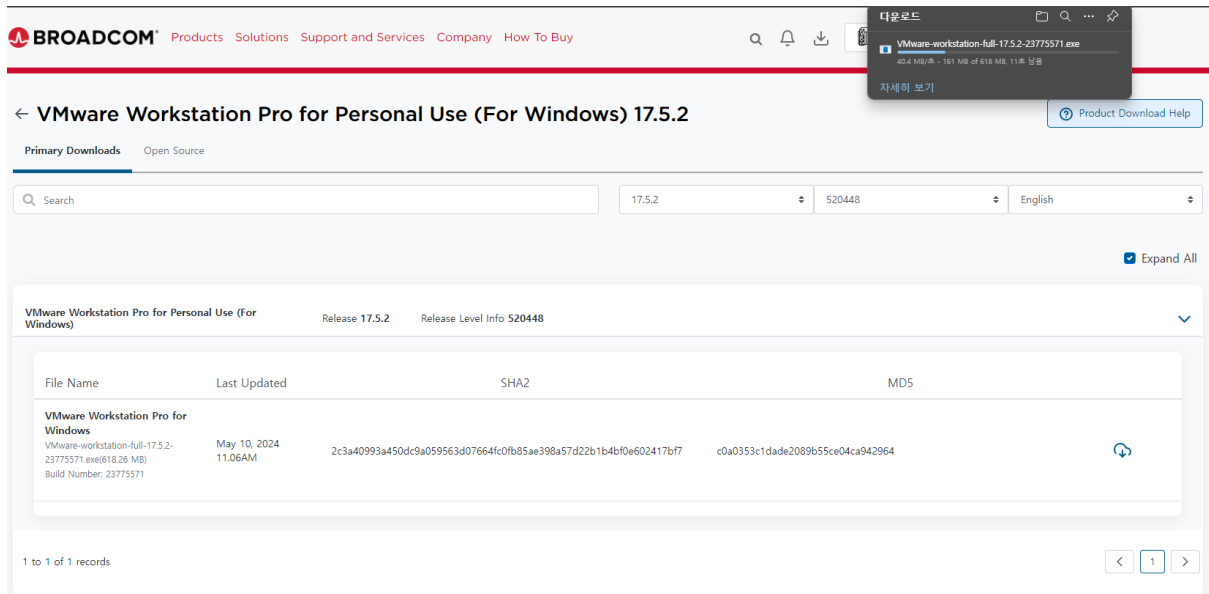 BROADCOM Products Solutions Support and Services Company How To Buy
다운로드
VMware-workstation-full-17.5.2-23775571.exe
40.4 MB/초 - 161 MB of 618 MB, 11초 남음
자세히 보기
VMware Workstation Pro for Personal Use (For Windows) 17.5.2
Product Download Help
Primary Downloads Open Source
Search 17.5.2 520448 English
Expand All
VMware Workstation Pro for Personal Use (For
Windows)
Release 17.5.2 Release Level Info 520448
File Name Last Updated SHA2 MD5
VMware Workstation Pro for
Windows
VMware-workstation-full-17.5.2-
23775571.exe(618.26 MB)
Build Number: 23775571
May 10, 2024
11.06AM
2c3a40993a450dc9a059563d07664fc0fb85ae398a57d22b1b4bf0e602417bf7 c0a0353c1dade2089b55ce04ca942964
1 to 1 of 1 records
1